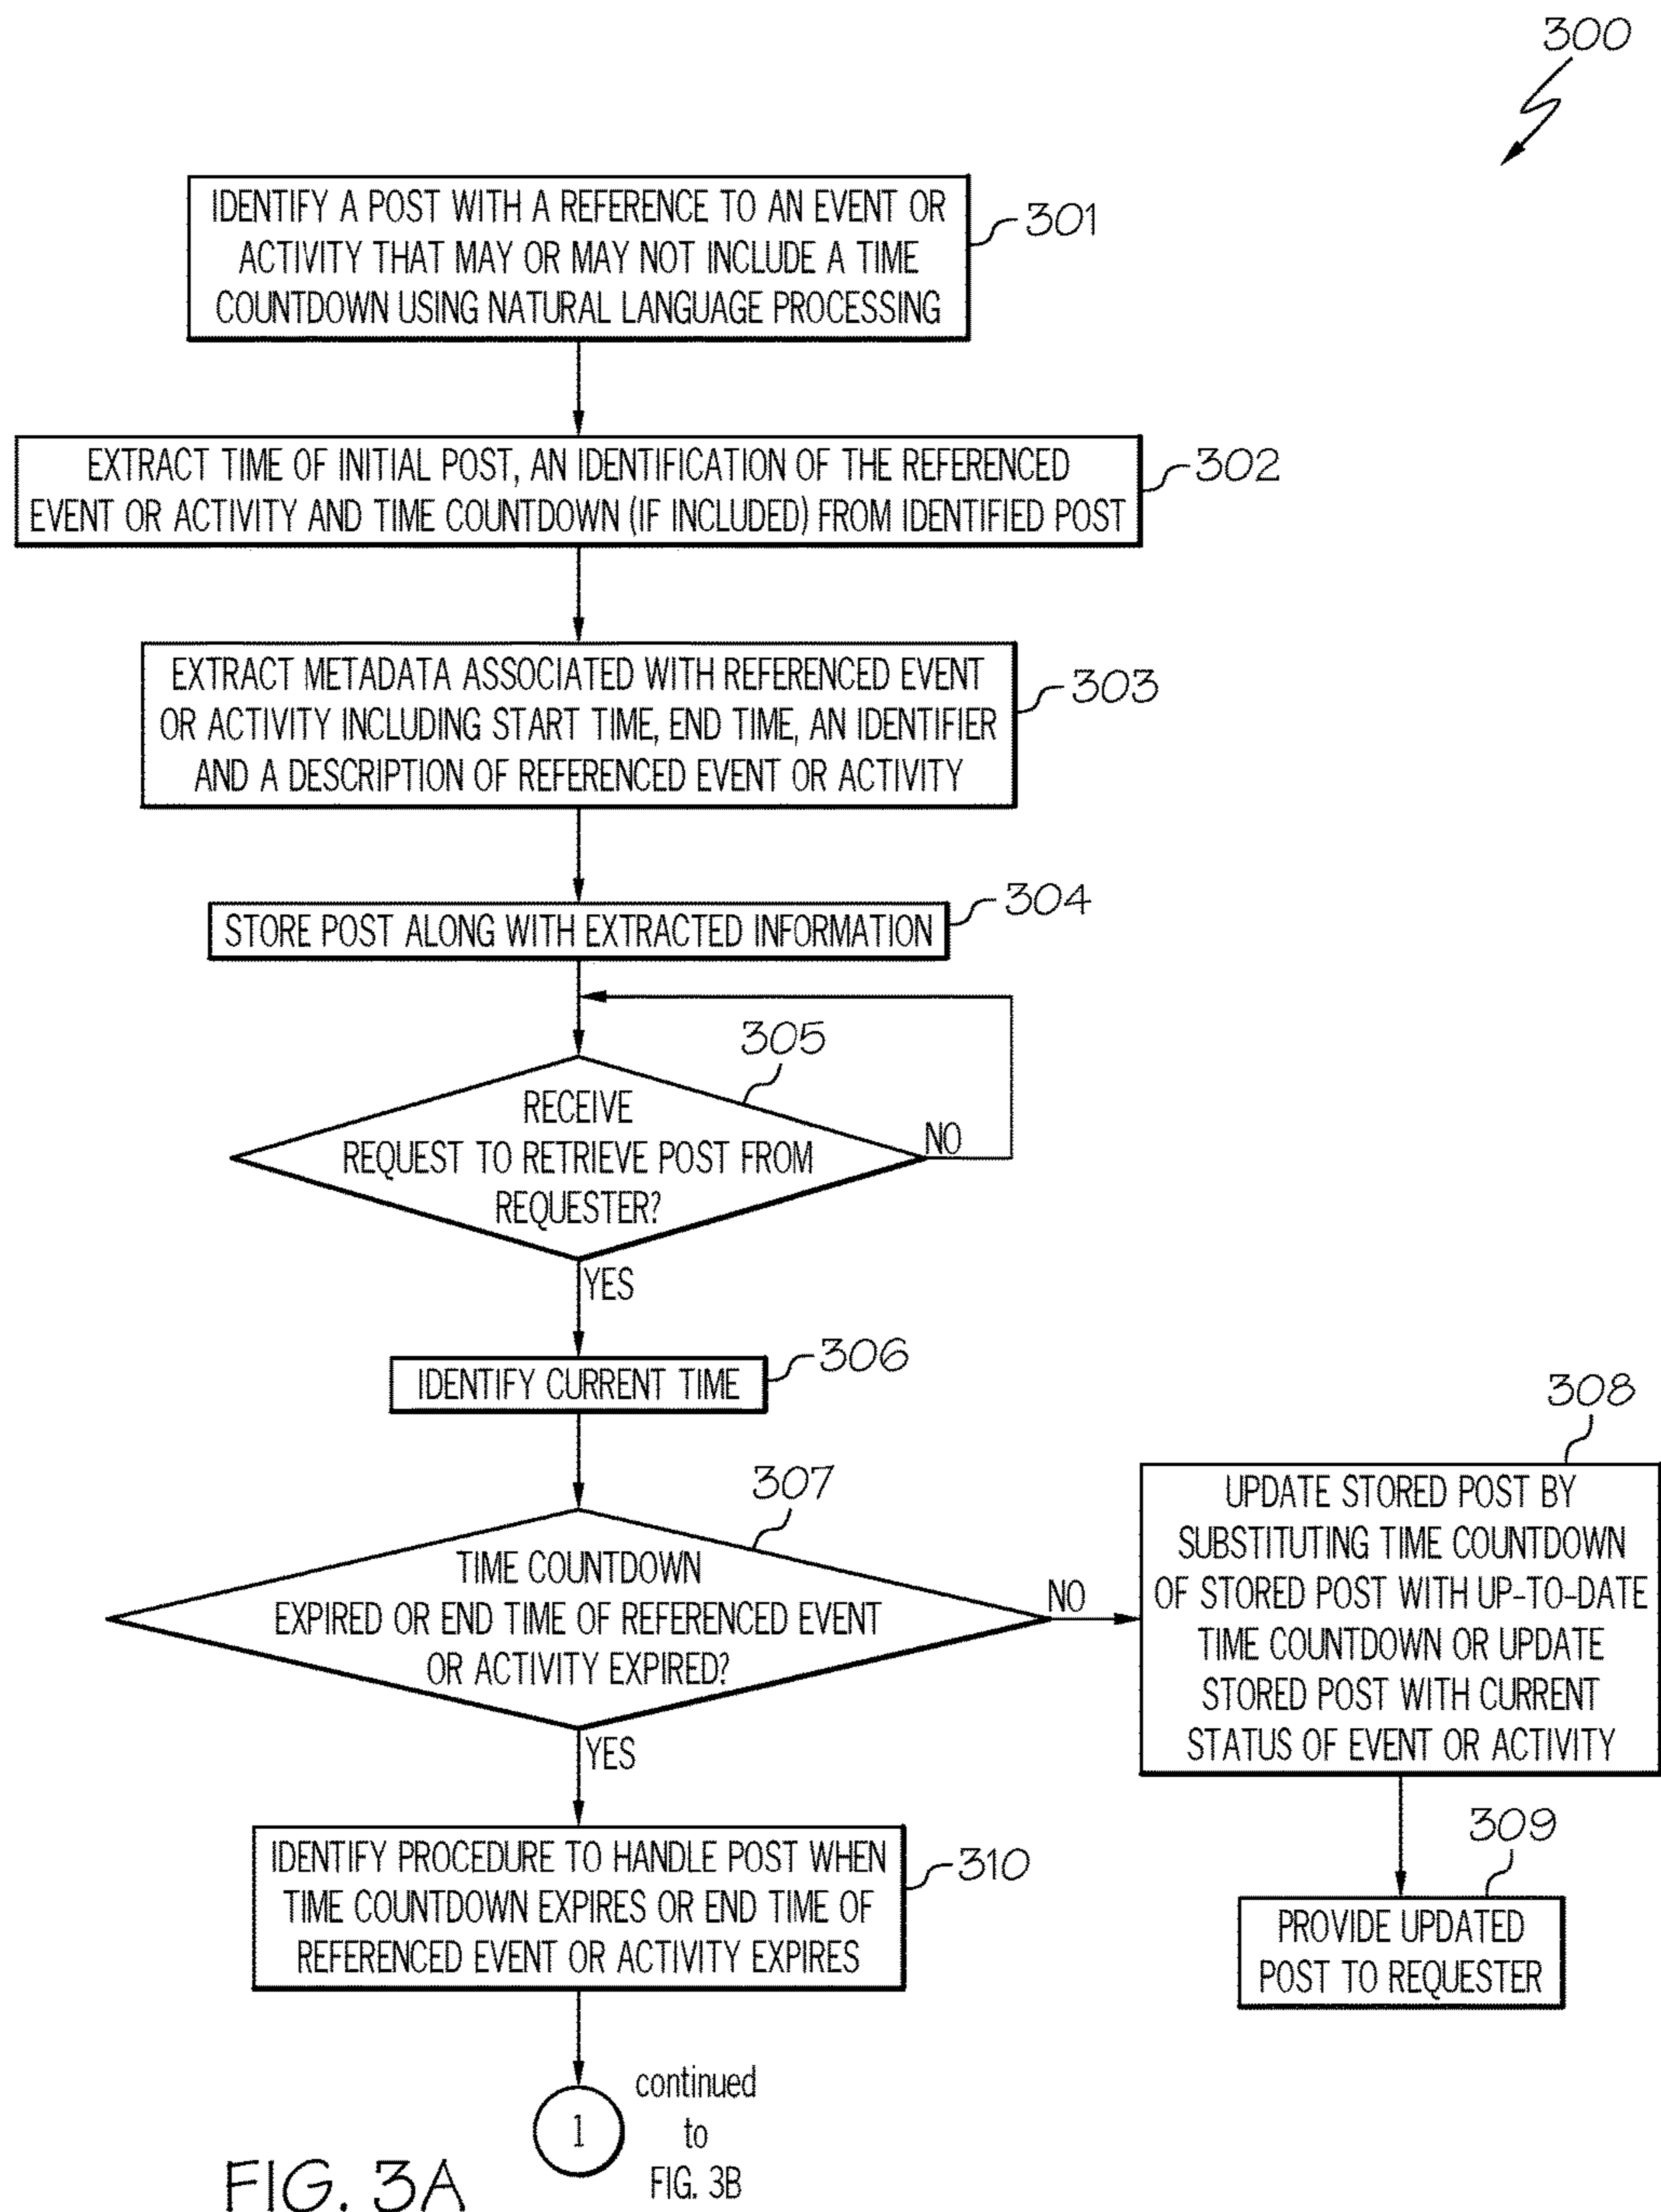 300
IDENTIFY A POST WITH A REFERENCE TO AN EVENT OR
ACTIVITY THAT MAY OR MAY NOT INCLUDE A TIME
COUNTDOWN USING NATURAL LANGUAGE PROCESSING
301
EXTRACT TIME OF INITIAL POST, AN IDENTIFICATION OF THE REFERENCED
EVENT OR ACTIVITY AND TIME COUNTDOWN (IF INCLUDED) FROM IDENTIFIED POST
302
EXTRACT METADATA ASSOCIATED WITH REFERENCED EVENT
OR ACTIVITY INCLUDING START TIME, END TIME, AN IDENTIFIER
AND A DESCRIPTION OF REFERENCED EVENT OR ACTIVITY
303
STORE POST ALONG WITH EXTRACTED INFORMATION
304
305
RECEIVE
REQUEST TO RETRIEVE POST FROM
REQUESTER?
NO
YES
IDENTIFY CURRENT TIME
306
307
TIME COUNTDOWN
EXPIRED OR END TIME OF REFERENCED EVENT
OR ACTIVITY EXPIRED?
NO
YES
308
UPDATE STORED POST BY
SUBSTITUTING TIME COUNTDOWN
OF STORED POST WITH UP-TO-DATE
TIME COUNTDOWN OR UPDATE
STORED POST WITH CURRENT
STATUS OF EVENT OR ACTIVITY
309
PROVIDE UPDATED
POST TO REQUESTER
IDENTIFY PROCEDURE TO HANDLE POST WHEN
TIME COUNTDOWN EXPIRES OR END TIME OF
REFERENCED EVENT OR ACTIVITY EXPIRES
310
1
continued
to
FIG. 3B
FIG. 3A